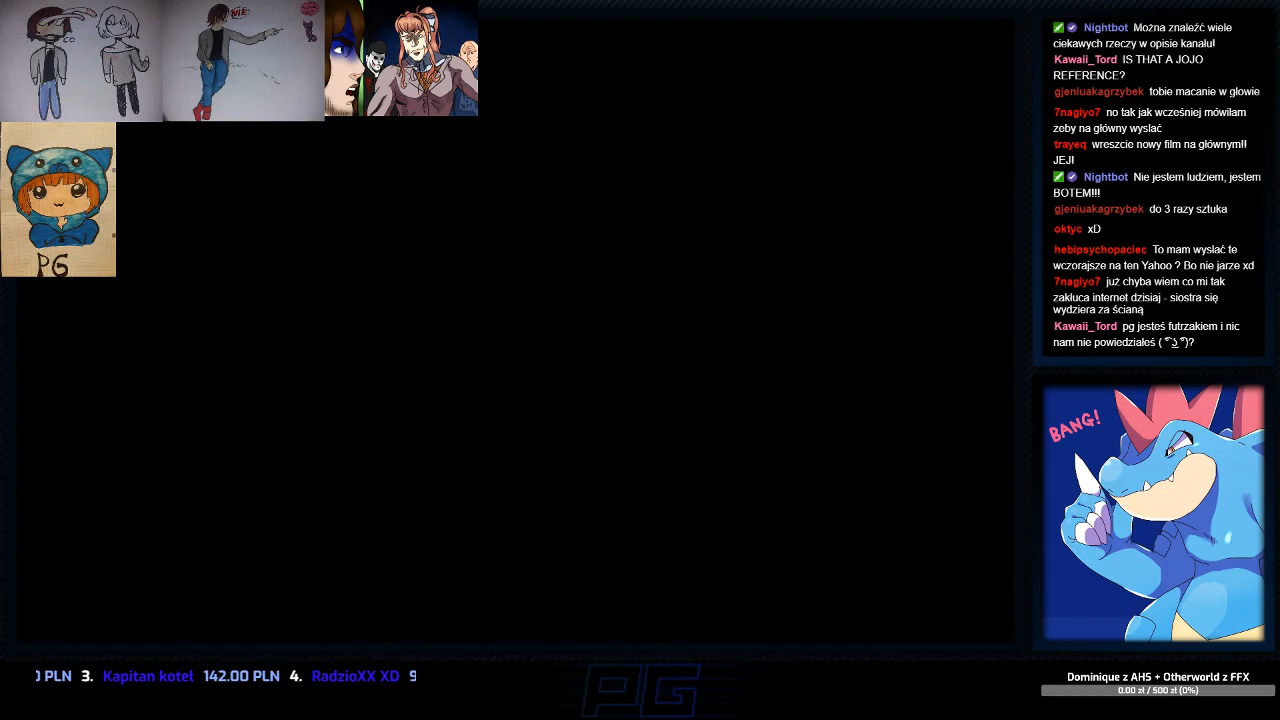 NIE!
PG
Nightbot Można znaleźć wiele
ciekawych rzeczy w opisie kanału!
Kawaii_Tord IS THAT A JOJO
REFERENCE?
gjeniuakagrzybek tobie macanie w głowie
7nagiyo7 no tak jak wcześniej mówiłam
żeby na główny wyslać
trayeq wreszcie nowy film na głównym!!
JEJ!
Nightbot Nie jestem ludziem, jestem
BOTEM!!!
gjeniuakagrzybek do 3 razy sztuka
oktyc xD
hebipsychopaciec To mam wysłać te
wczorajsze na ten Yahoo ? Bo nie jarze xd
7nagiyo7 już chyba wiem co mi tak
zakłuca internet dzisiaj - siostra się
wydziera za ścianą
Kawaii_Tord pg jesteś futrzakiem i nic
nam nie powiedziałeś ( ͡° ͜ʖ ͡°)?
BANG!
PLN 3. Kapitan kotel 142.00 PLN 4. RadzioXX XD 9
PG
Dominique z AHS + Otherworld z FFX
0.00 zł / 500 zł (0%)